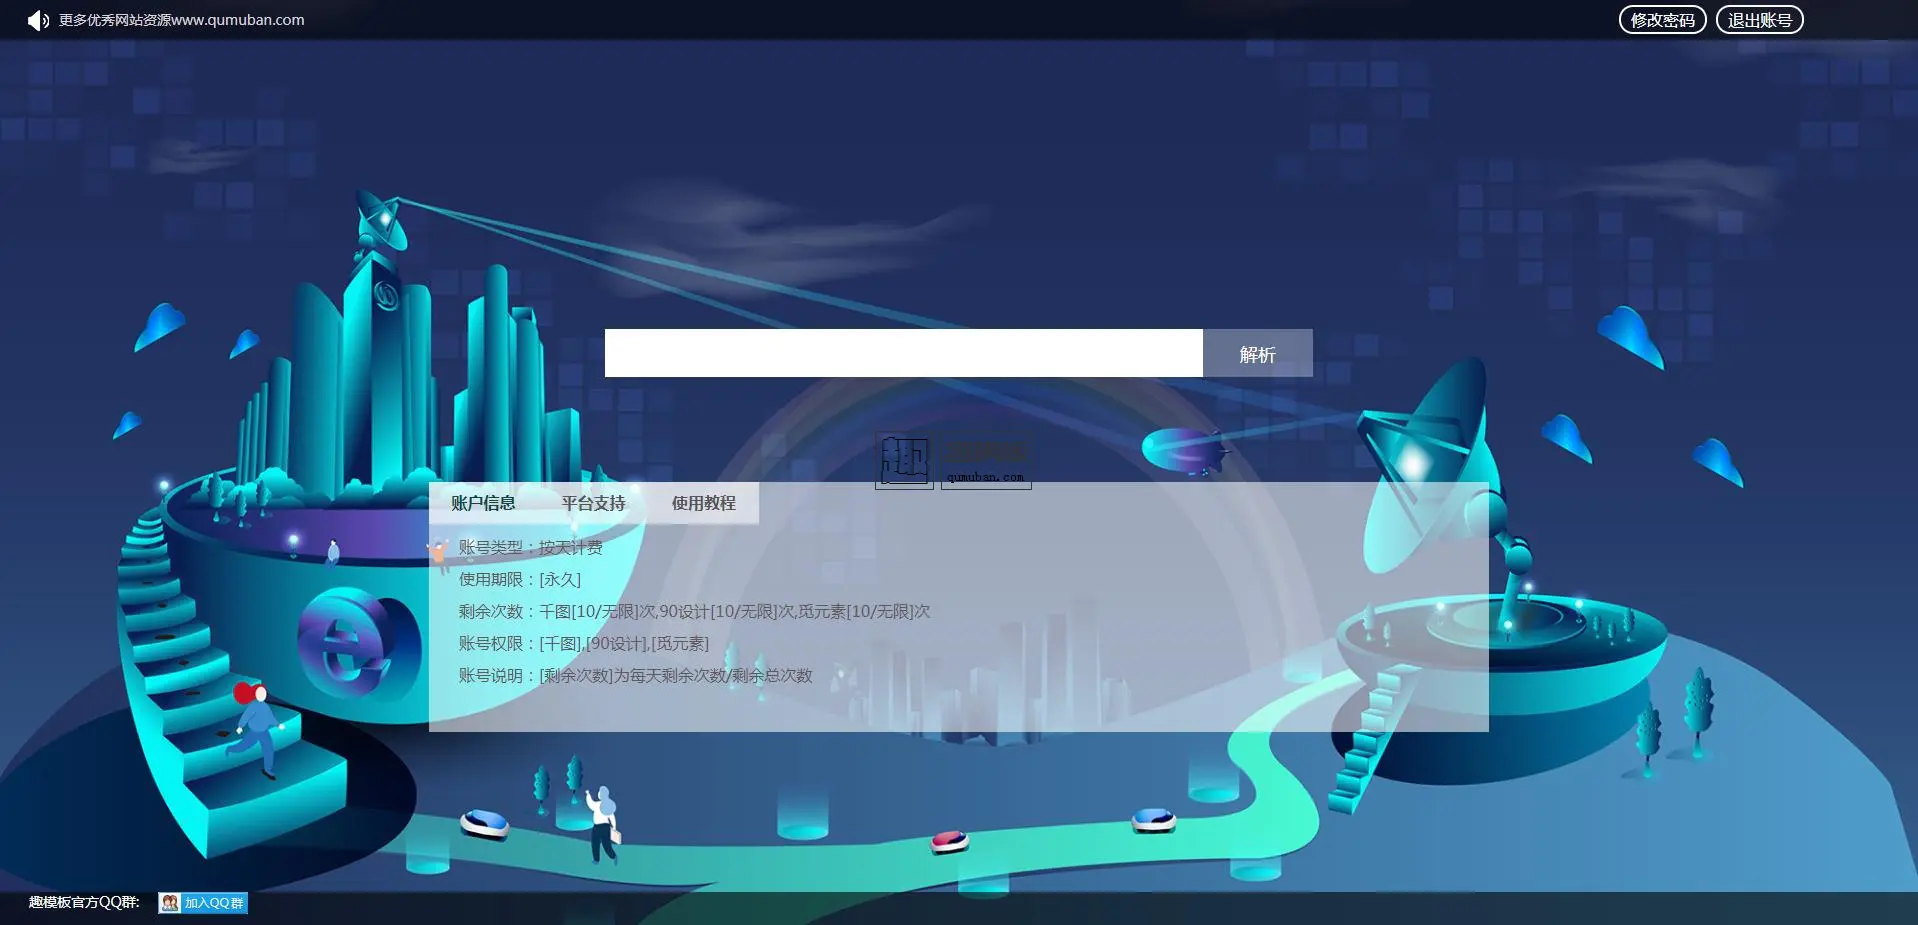 更多优秀网站资源www.qumuban.com
修改密码
退出账号
解析
趣
qumuban.com
账户信息
平台支持
使用教程
账号类型：按天计费
使用期限：[永久]
剩余次数：千图[10/无限]次,90设计[10/无限]次,觅元素[10/无限]次
账号权限：[千图],[90设计],[觅元素]
账号说明：[剩余次数]为每天剩余次数/剩余总次数
趣模板官方QQ群:
加入QQ群